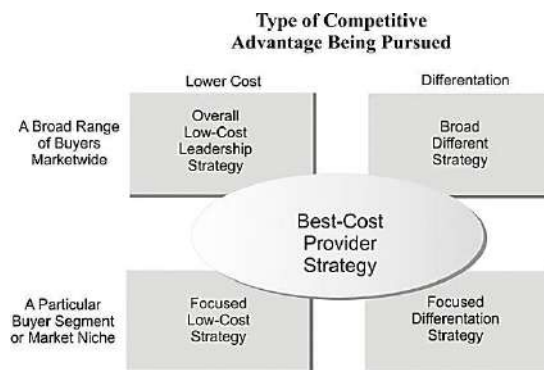 Type of Competitive
Advantage Being Pursued
Lower Cost
Differentation
A Broad Range
of Buyers
Marketwide
Overall
Low-Cost
Leadership
Strategy
Broad
Different
Strategy
Best-Cost
Provider
Strategy
A Particular
Buyer Segment
or Market Niche
Focused
Low-Cost
Strategy
Focused
Differentation
Strategy